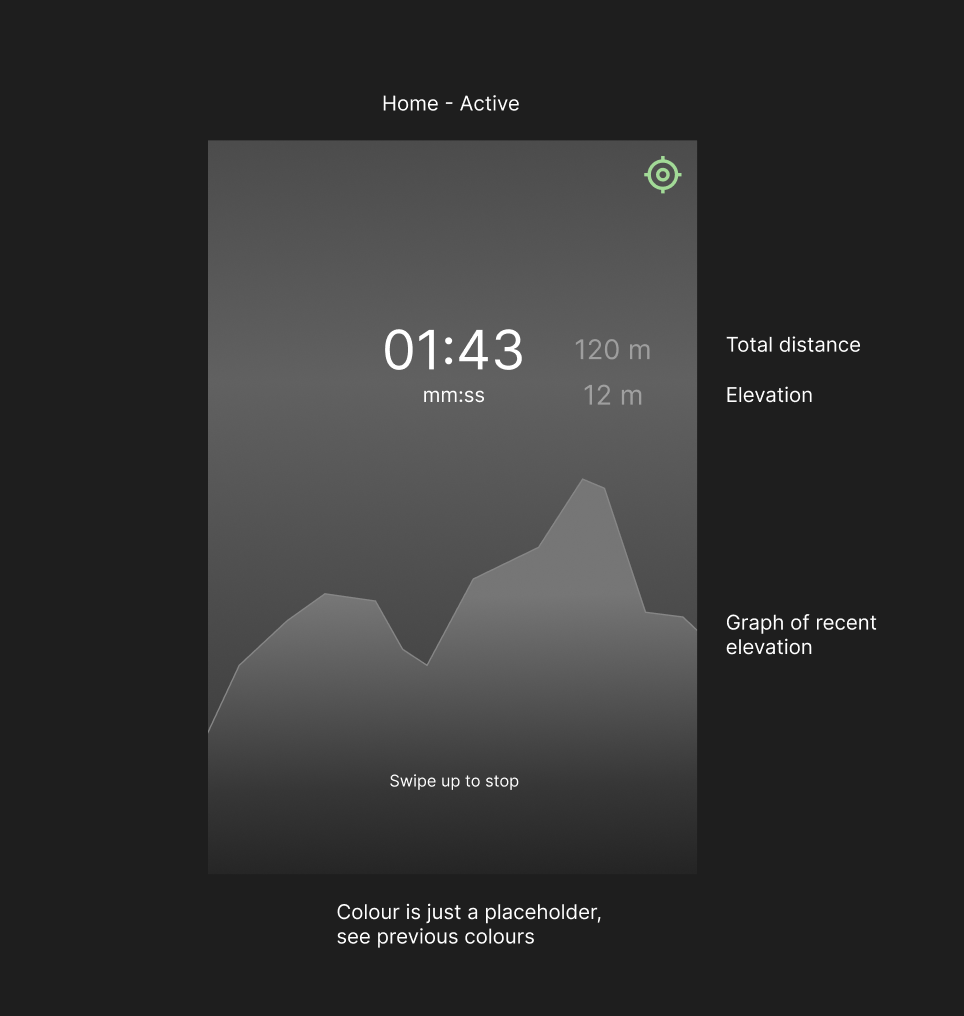 Home - Active
01:43
mm:ss
120 m
12 m
Total distance
Elevation
Graph of recent
elevation
Swipe up to stop
Colour is just a placeholder,
see previous colours